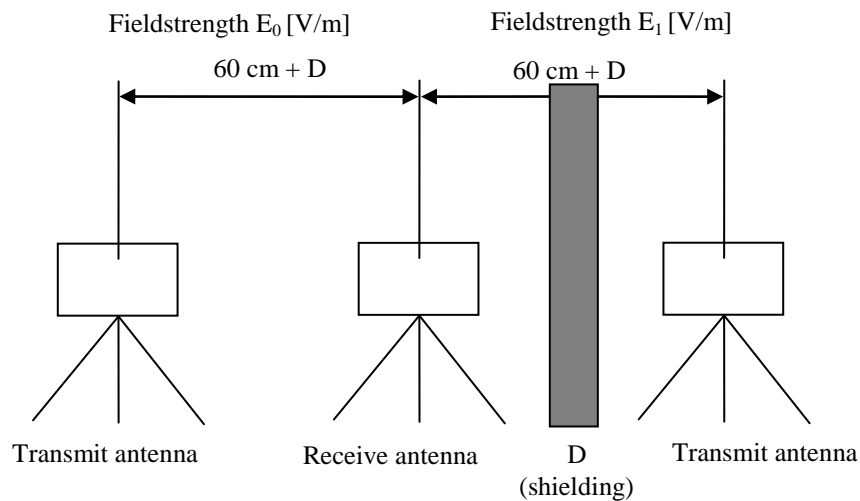 Fieldstrength E₀ [V/m]
Fieldstrength E₁ [V/m]
60 cm + D
60 cm + D
Transmit antenna
Receive antenna
D
(shielding)
Transmit antenna